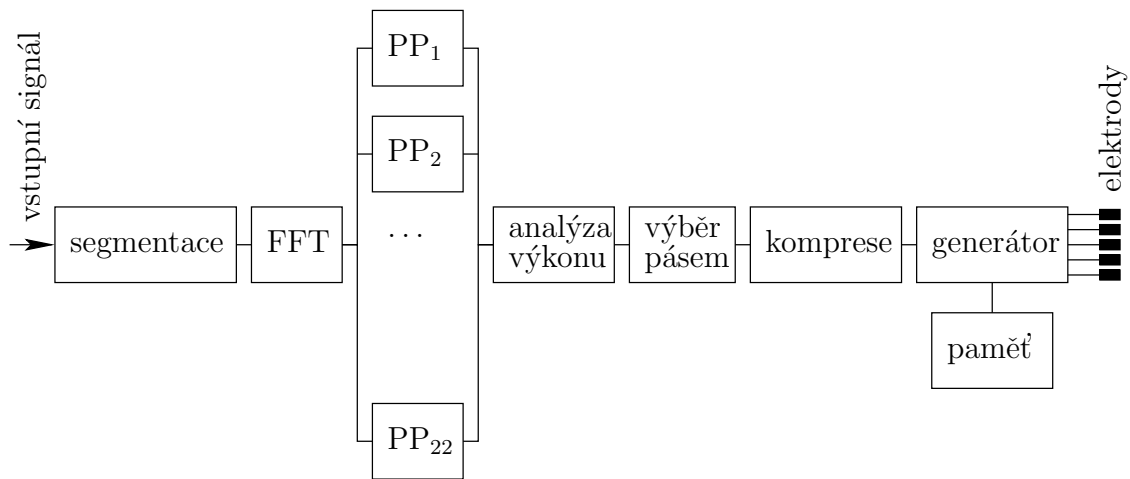 vstupní signál
segmentace
FFT
PP₁
PP₂
...
PP₂₂
analýza
výkonu
výběr
pásem
komprese
generátor
paměť
elektrody